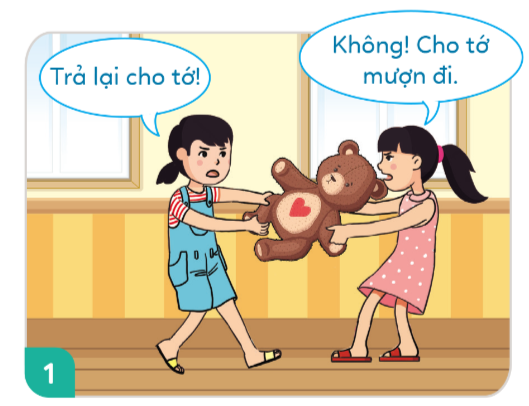 Trả lại cho tớ!
Không! Cho tớ
mượn đi.
1